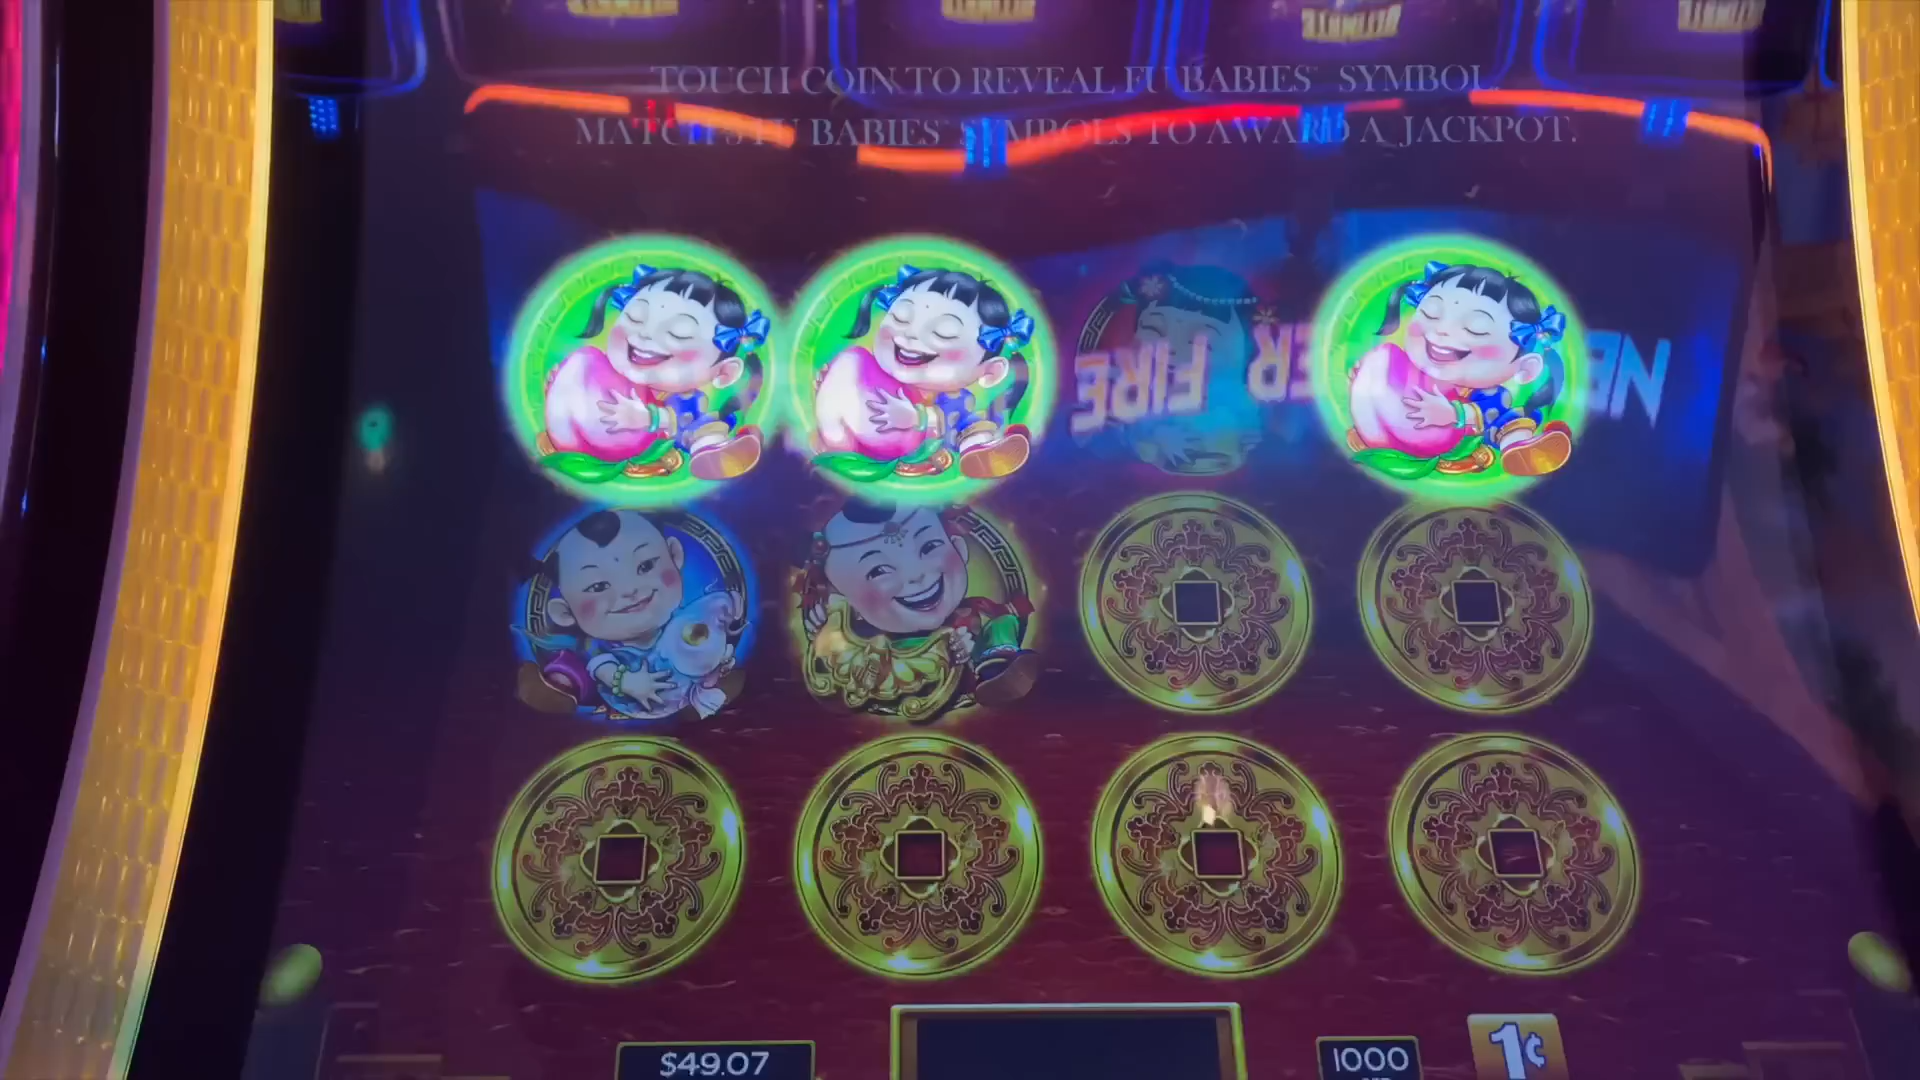 TOUCH COIN TO REVEAL FU BABIES' SYMBOL.
MATCH 3 FU BABIES' SYMBOLS TO AWARD A JACKPOT.
FIRE
$49.07
1000
1¢